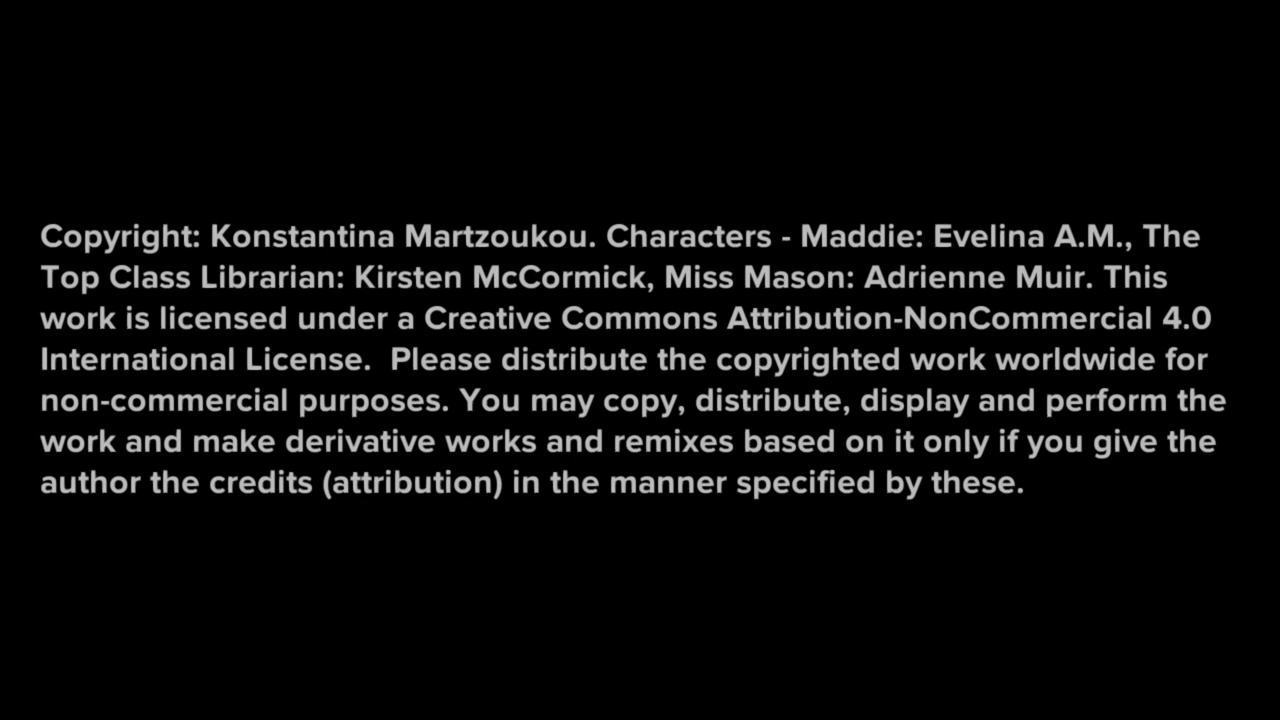 Copyright: Konstantina Martzoukou. Characters - Maddie: Evelina A.M., The
Top Class Librarian: Kirsten McCormick, Miss Mason: Adrienne Muir. This
work is licensed under a Creative Commons Attribution-NonCommercial 4.0
International License.  Please distribute the copyrighted work worldwide for
non-commercial purposes. You may copy, distribute, display and perform the
work and make derivative works and remixes based on it only if you give the
author the credits (attribution) in the manner specified by these.